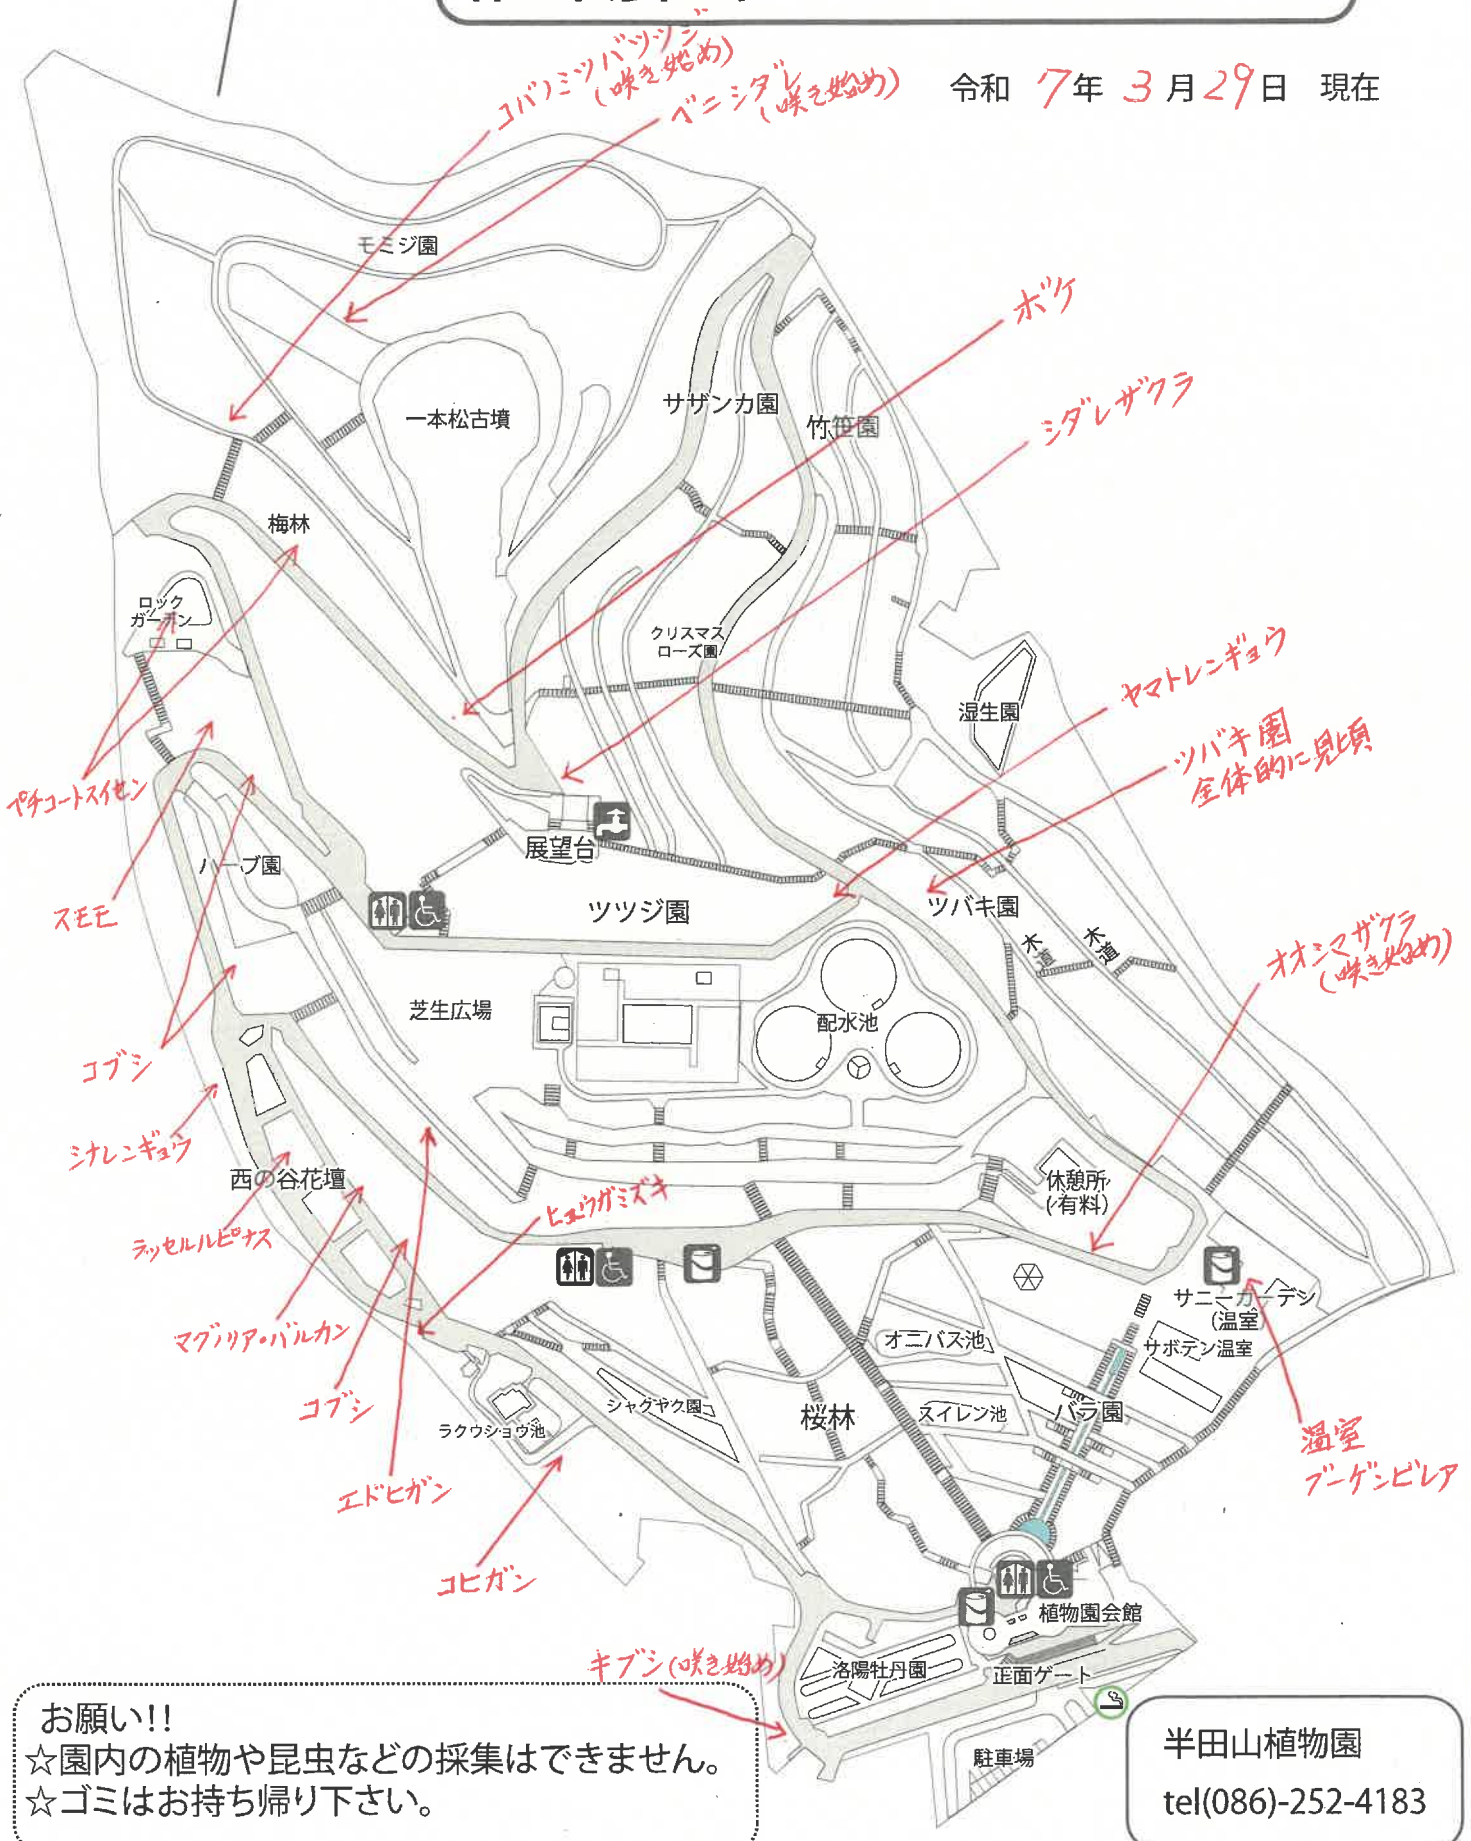 令和 7年 3月29日 現在
コバノミツバツツジ
(咲き始め)
ベニシダレ
(咲き始め)
モミジ園
ボケ
シダレザクラ
一本松古墳
サザンカ園
竹笹園
梅林
ロック
ガーデン
クリスマス
ローズ園
ヤマトレンギョウ
湿生園
ツバキ園
全体的に見頃
ペチコートスイセン
展望台
ハーブ園
スモモ
ツツジ園
ツバキ園
木道
木道
オオシマザクラ
(咲き始め)
芝生広場
配水池
コブシ
シナレンギョウ
西の谷花壇
休憩所
(有料)
ヒュウガミズキ
ラッセルルピナス
マグノリア・バルカン
サニーガーデン
(温室)
サボテン温室
オニバス池
コブシ
シャクヤク園
桜林
スイレン池
バラ園
ラクウショウ池
温室
ブーゲンビレア
エドヒガン
コヒガン
植物園会館
キブシ(咲き始め)
洛陽牡丹園
正面ゲート
駐車場
お願い!!
☆園内の植物や昆虫などの採集はできません。
☆ゴミはお持ち帰り下さい。
半田山植物園
tel(086)-252-4183